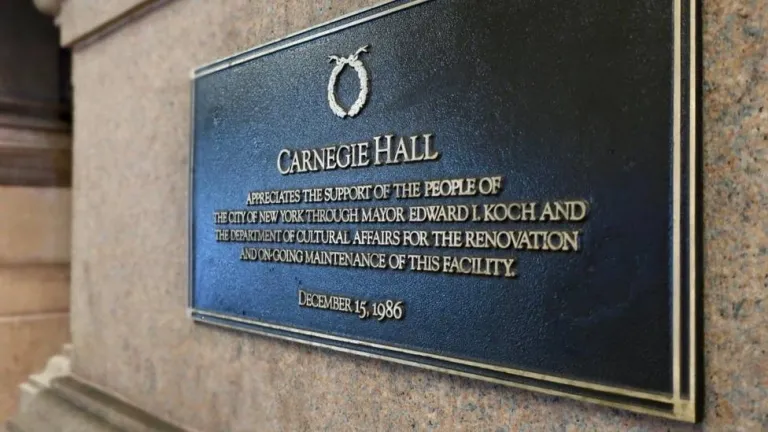 CARNEGIE HALL
APPRECIATES THE SUPPORT OF THE PEOPLE OF
THE CITY OF NEW YORK THROUGH MAYOR EDWARD I. KOCH AND
THE DEPARTMENT OF CULTURAL AFFAIRS FOR THE RENOVATION
AND ON-GOING MAINTENANCE OF THIS FACILITY.
DECEMBER 15, 1986